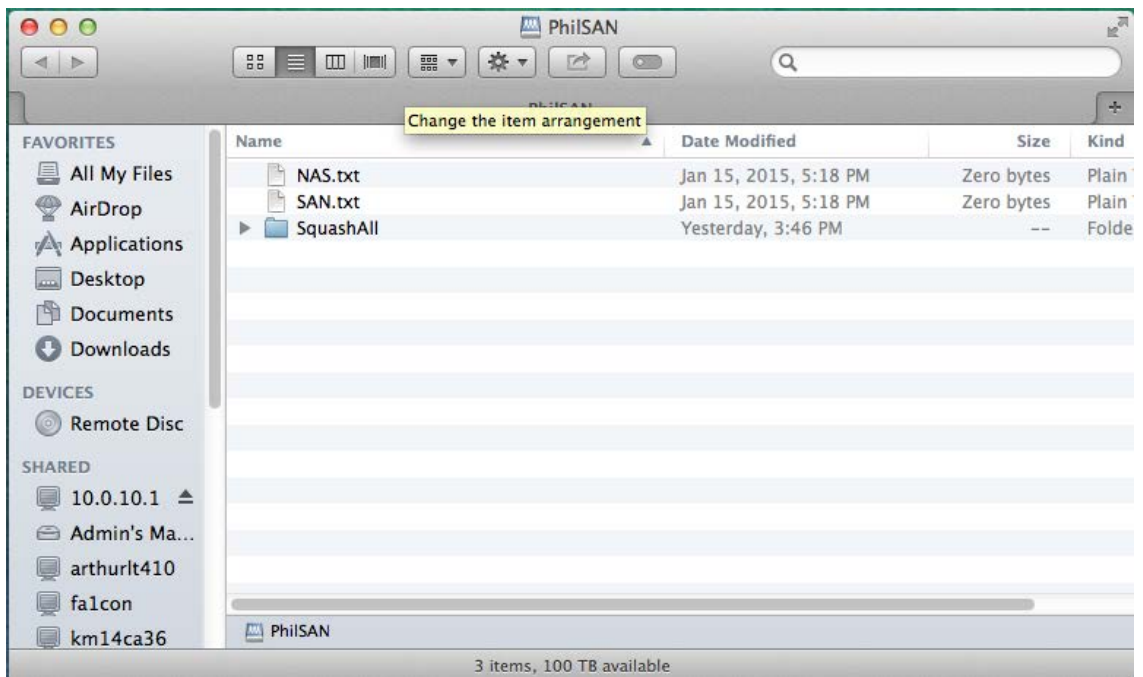 PhilSAN
Change the item arrangement
FAVORITES
All My Files
AirDrop
Applications
Desktop
Documents
Downloads
DEVICES
Remote Disc
SHARED
10.0.10.1
Admin's Ma...
arthurlt410
fa1con
km14ca36
Name Date Modified Size Kind
NAS.txt Jan 15, 2015, 5:18 PM Zero bytes Plain
SAN.txt Jan 15, 2015, 5:18 PM Zero bytes Plain
SquashAll Yesterday, 3:46 PM -- Folde
PhilSAN
3 items, 100 TB available